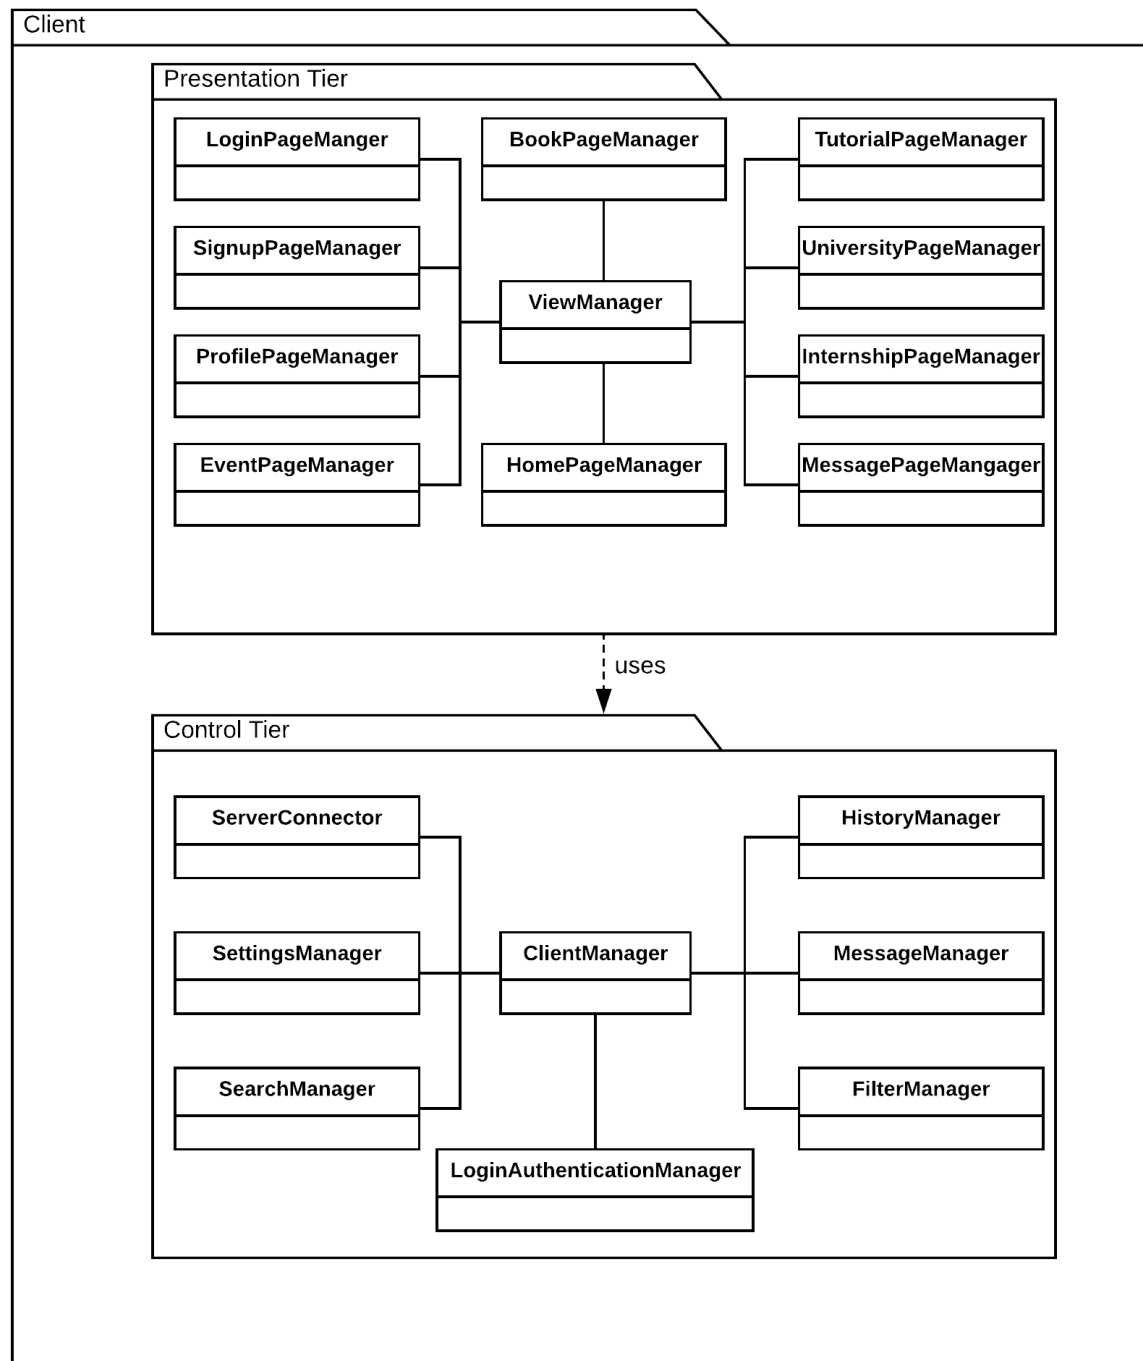 Client
Presentation Tier
LoginPageManger
BookPageManager
TutorialPageManager
SignupPageManager
UniversityPageManager
ViewManager
ProfilePageManager
InternshipPageManager
EventPageManager
HomePageManager
MessagePageMangager
uses
Control Tier
ServerConnector
HistoryManager
SettingsManager
ClientManager
MessageManager
SearchManager
FilterManager
LoginAuthenticationManager